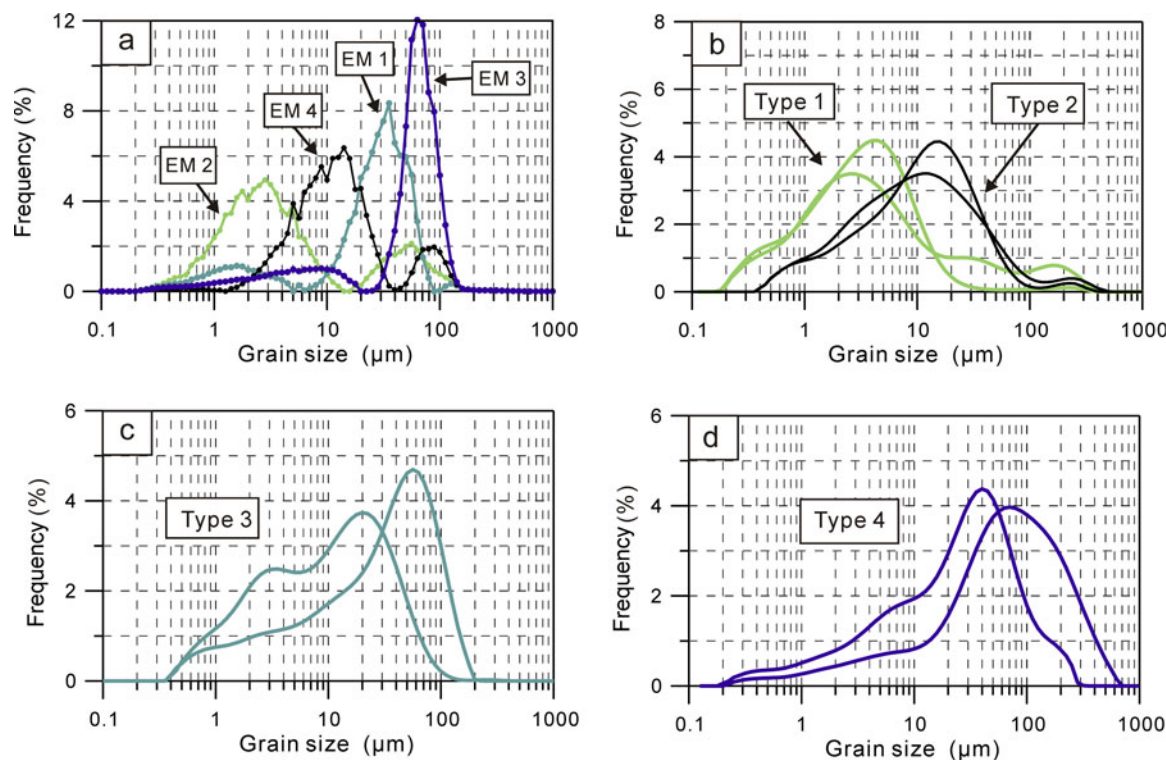 a
12
8
4
0
Frequency (%)
EM 1
EM 3
EM 4
EM 2
0.1 1 10 100 1000
Grain size (μm)
b
8
6
4
2
0
Frequency (%)
Type 1
Type 2
0.1 1 10 100 1000
Grain size (μm)
c
6
4
2
0
Frequency (%)
Type 3
0.1 1 10 100 1000
Grain size (μm)
d
6
4
2
0
Frequency (%)
Type 4
0.1 1 10 100 1000
Grain size (μm)